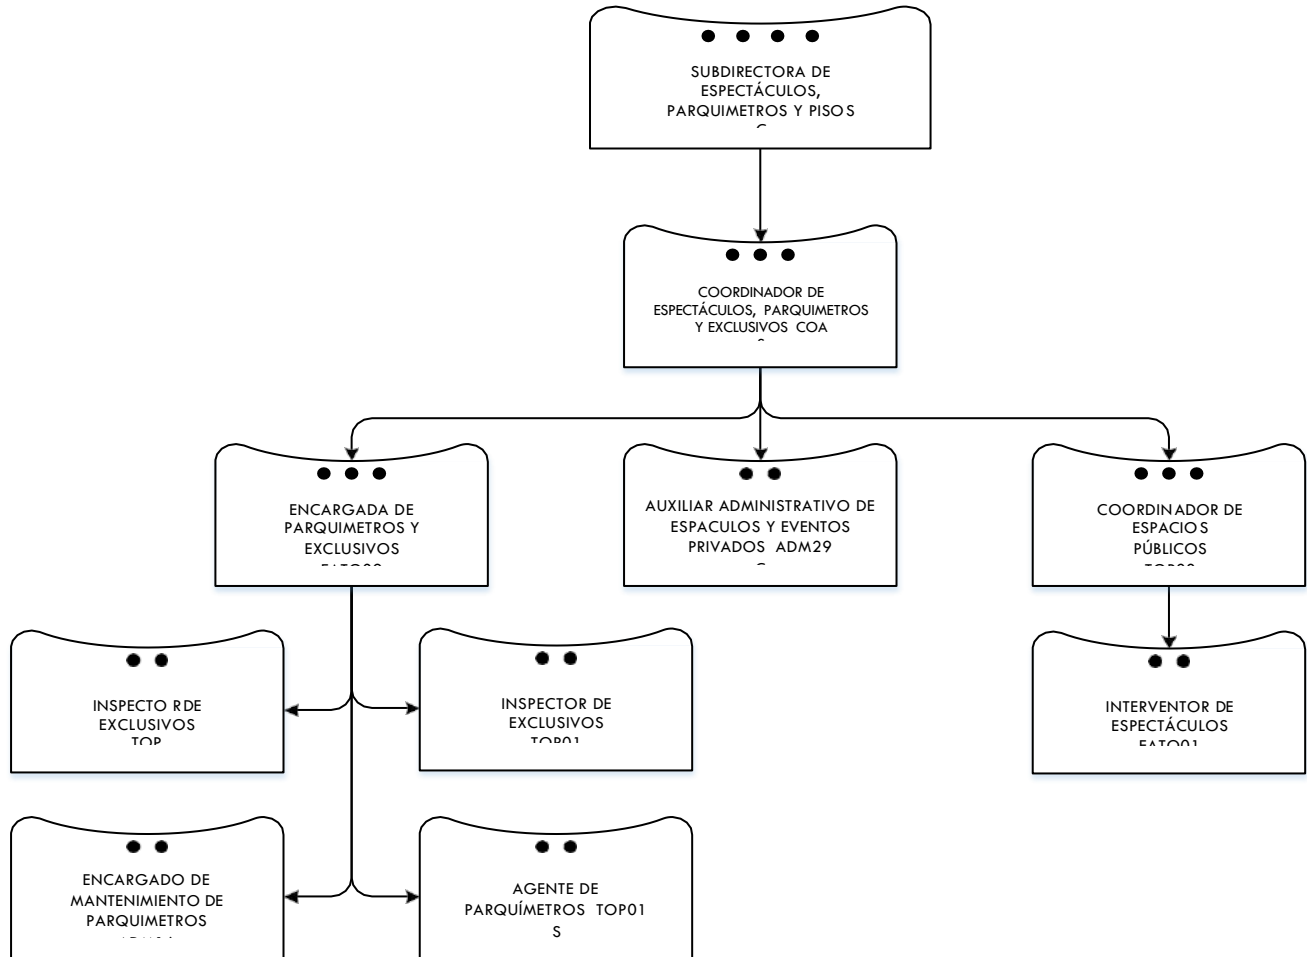 SUBDIRECTORA DE
ESPECTÁCULOS,
PARQUIMETROS Y PISOS
COORDINADOR DE
ESPECTÁCULOS, PARQUIMETROS
Y EXCLUSIVOS COA
ENCARGADA DE
PARQUIMETROS Y
EXCLUSIVOS
AUXILIAR ADMINISTRATIVO DE
ESPACULOS Y EVENTOS
PRIVADOS ADM29
COORDINADOR DE
ESPACIOS
PÚBLICOS
INSPECTO RDE
EXCLUSIVOS
TOP
INSPECTOR DE
EXCLUSIVOS
TOP01
INTERVENTOR DE
ESPECTÁCULOS
ENCARGADO DE
MANTENIMIENTO DE
PARQUIMETROS
AGENTE DE
PARQUÍMETROS TOP01
S